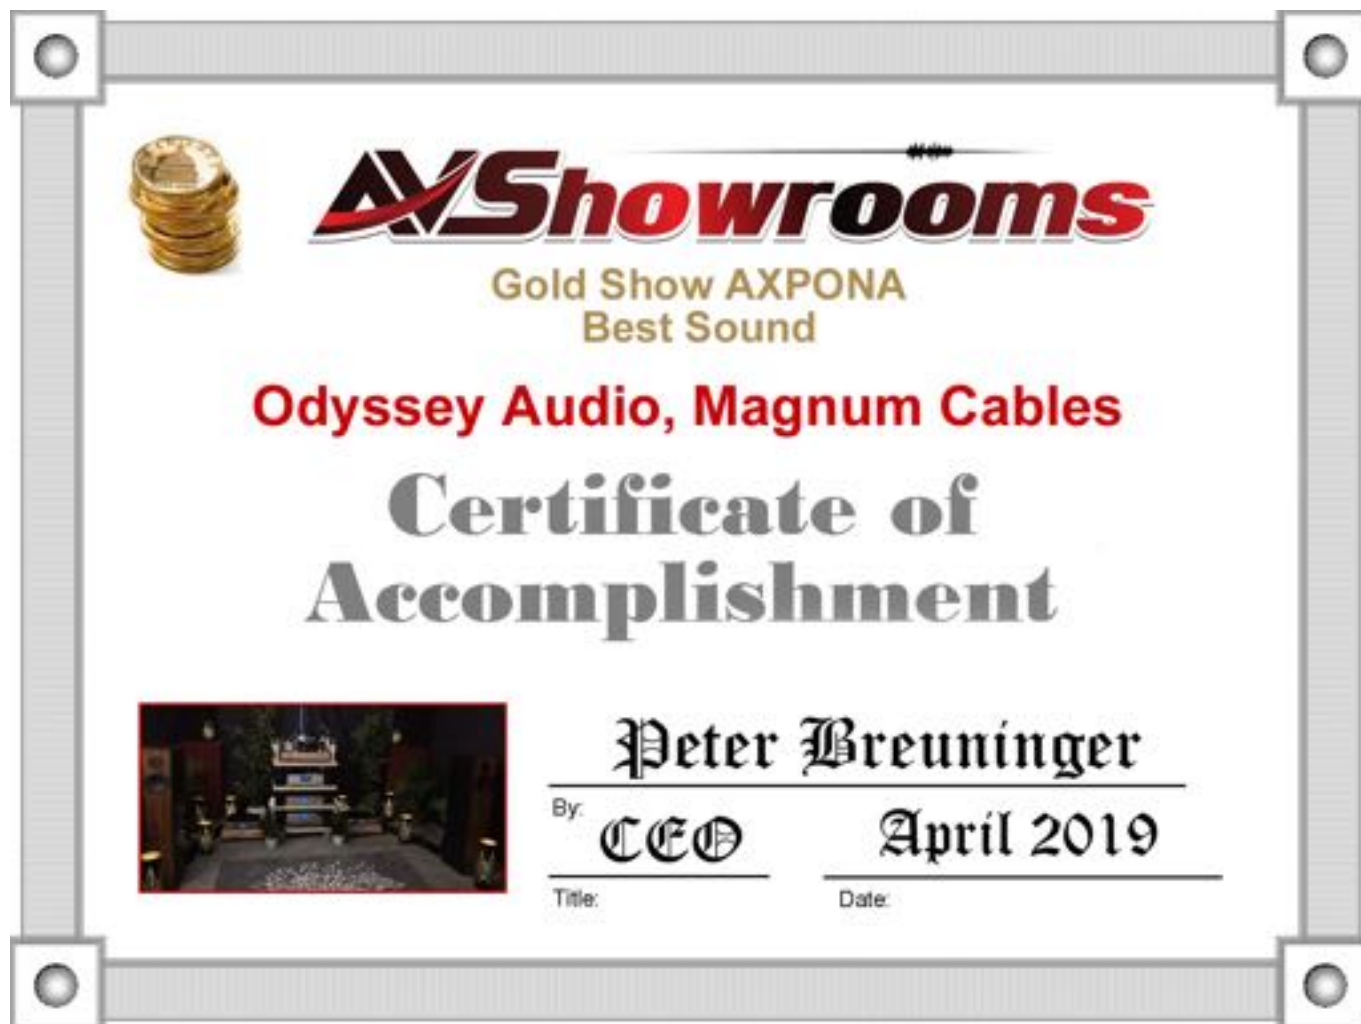 AVShowrooms
Gold Show AXPONA
Best Sound
Odyssey Audio, Magnum Cables
Certificate of
Accomplishment
Peter Breuninger
By:
CEO April 2019
Title: Date: